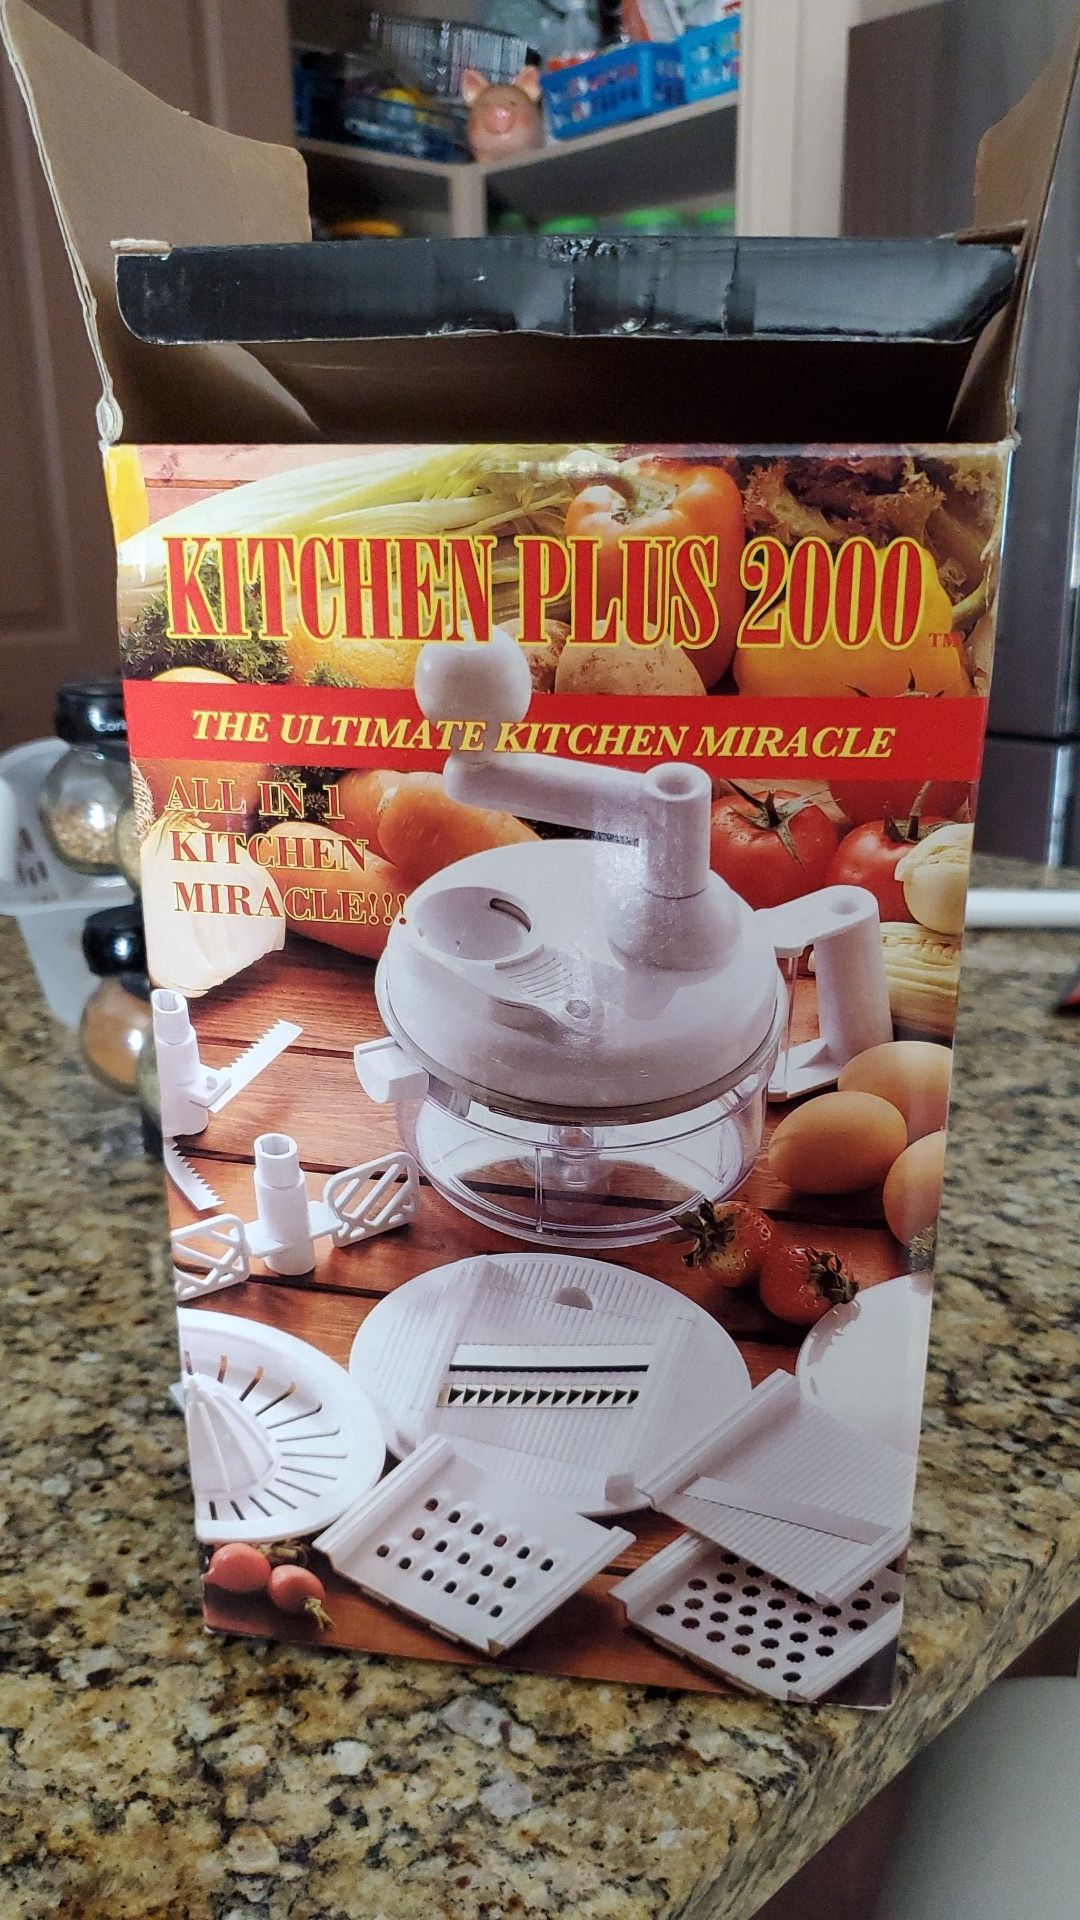 KITCHEN PLUS 2000 ™
THE ULTIMATE KITCHEN MIRACLE
ALL IN 1
KITCHEN
MIRACLE!!!